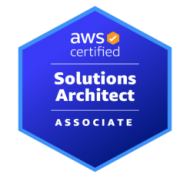 aws
certified
Solutions
Architect
ASSOCIATE